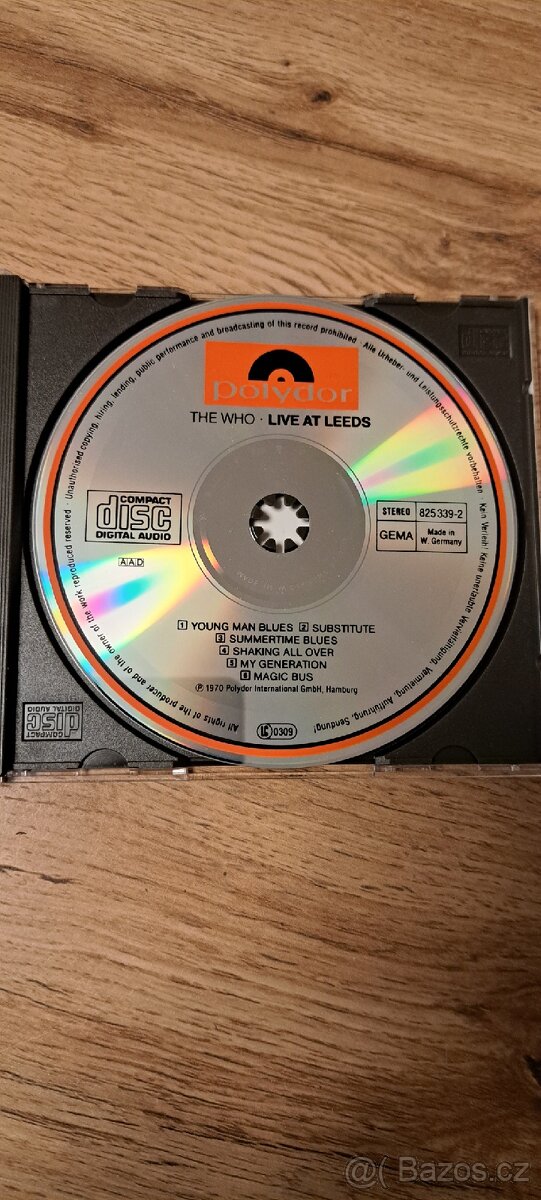 Unauthorised copying, hiring, lending, public performance and broadcasting of this record prohibited · Alle Urheber- und Leistungsschutzrechte vorbehalten · Kein Verleih! Keine unerlaubte Vervielfältigung, Vermietung, Aufführung, Sendung!
Polydor
THE WHO · LIVE AT LEEDS
COMPACT
disc
DIGITAL AUDIO
STEREO 825 339-2
GEMA Made in W. Germany
AAD
1 YOUNG MAN BLUES 2 SUBSTITUTE
3 SUMMERTIME BLUES
4 SHAKING ALL OVER
5 MY GENERATION
6 MAGIC BUS
℗ 1970 Polydor International GmbH, Hamburg
LC 0309
All rights of the producer and of the owner of the work reproduced reserved ·
COMPACT
disc
DIGITAL AUDIO
@( Bazos.cz